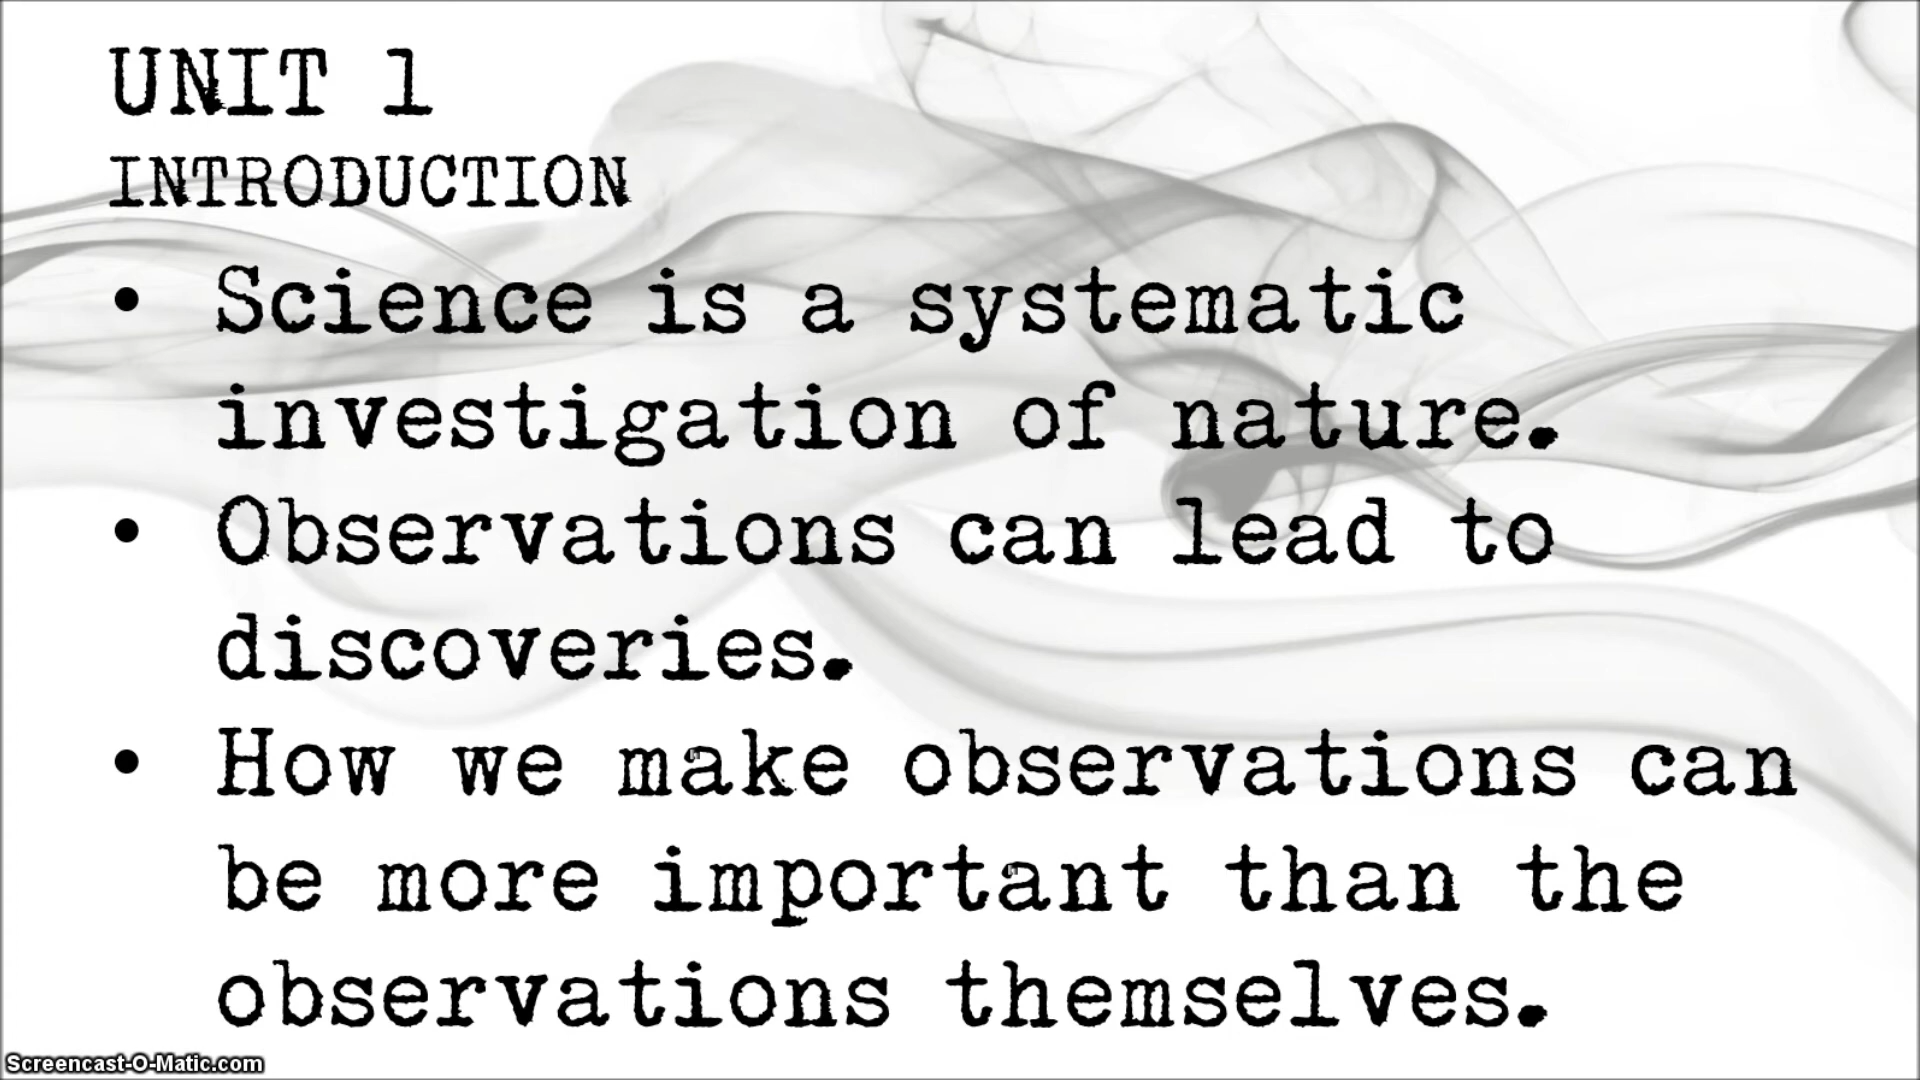 UNIT 1
INTRODUCTION
• Science is a systematic
investigation of nature.
• Observations can lead to
discoveries.
• How we make observations can
be more important than the
observations themselves.
Screencast-O-Matic.com